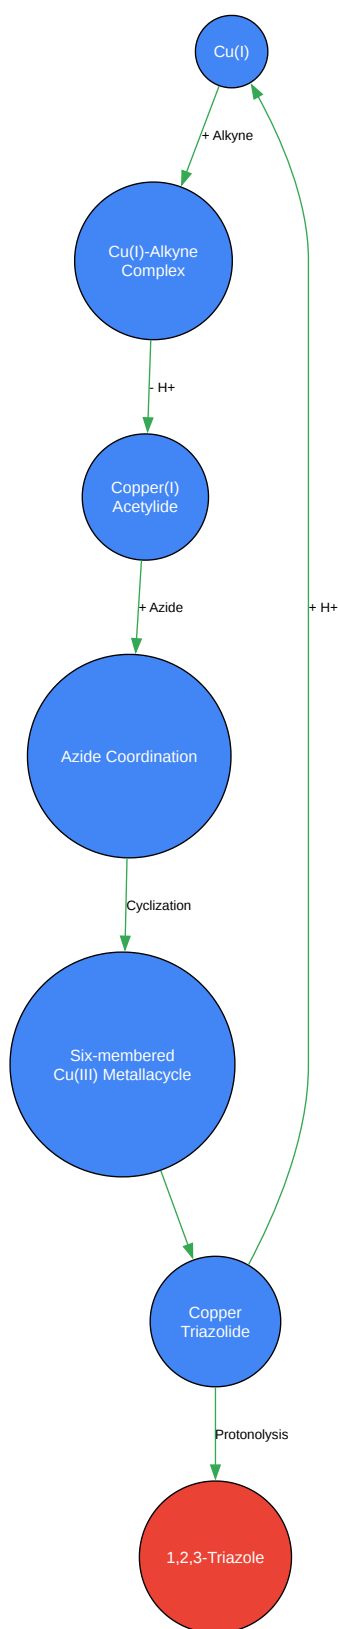 Cu(I)
+ Alkyne
Cu(I)-Alkyne
Complex
- H+
Copper(I)
Acetylide
+ Azide
+ H+
Azide Coordination
Cyclization
Six-membered
Cu(III) Metallacycle
Copper
Triazolide
Protonolysis
1,2,3-Triazole